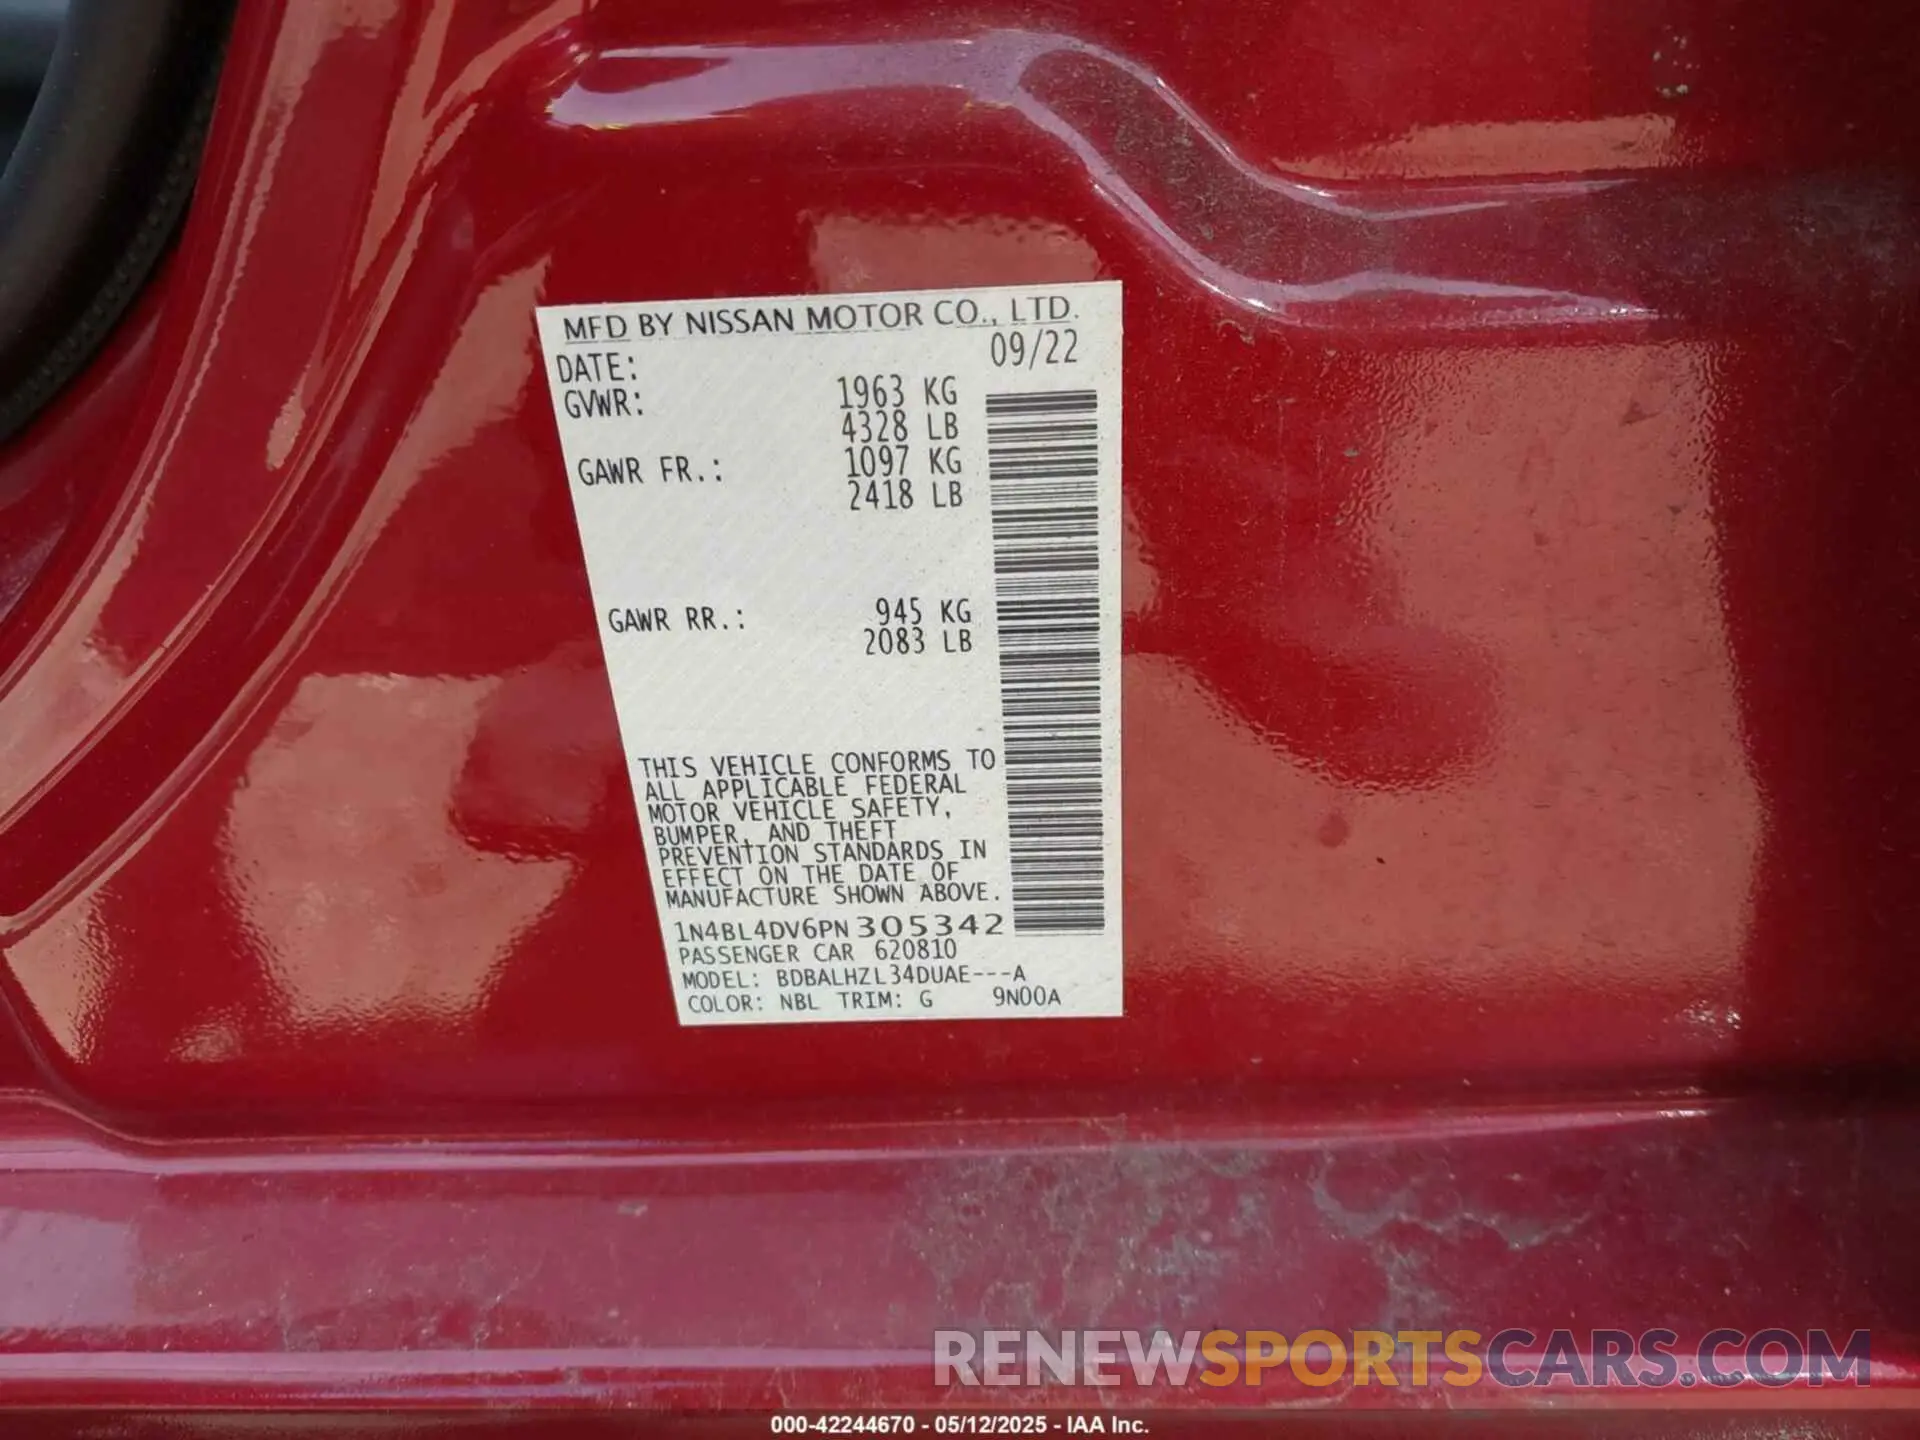 MFD BY NISSAN MOTOR CO., LTD.
DATE: 09/22
GVWR: 1963 KG
4328 LB
GAWR FR.: 1097 KG
2418 LB
GAWR RR.: 945 KG
2083 LB
THIS VEHICLE CONFORMS TO
ALL APPLICABLE FEDERAL
MOTOR VEHICLE SAFETY,
BUMPER, AND THEFT
PREVENTION STANDARDS IN
EFFECT ON THE DATE OF
MANUFACTURE SHOWN ABOVE.
1N4BL4DV6PN305342
PASSENGER CAR 620810
MODEL: BDBALHZL34DUAE---A
COLOR: NBL TRIM: G 9N00A
RENEWSPORTSCARS.COM
000-42244670 - 05/12/2025 - IAA Inc.